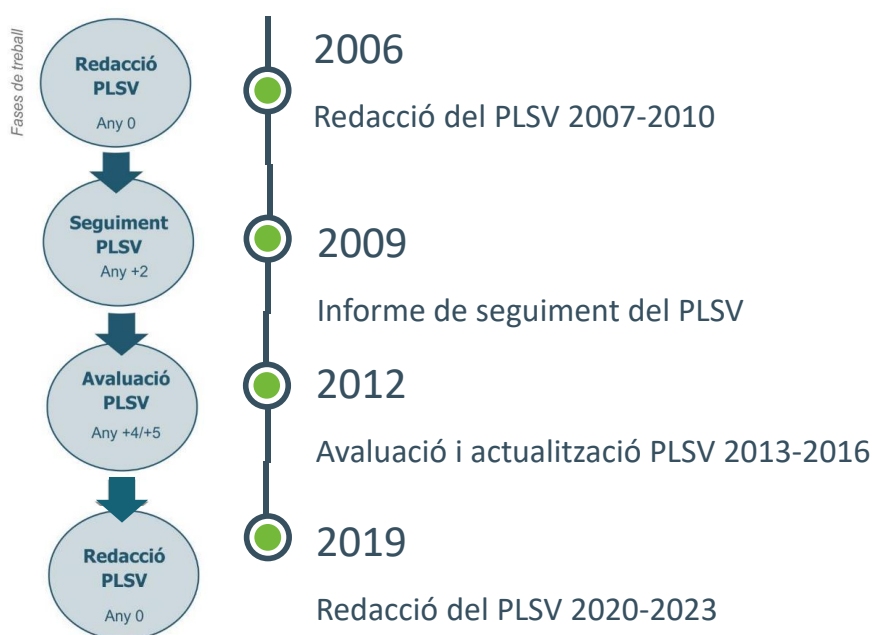 Fases de treball
Redacció
PLSV
Any 0
Seguiment
PLSV
Any +2
Avaluació
PLSV
Any +4/+5
Redacció
PLSV
Any 0
2006
Redacció del PLSV 2007-2010
2009
Informe de seguiment del PLSV
2012
Avaluació i actualització PLSV 2013-2016
2019
Redacció del PLSV 2020-2023